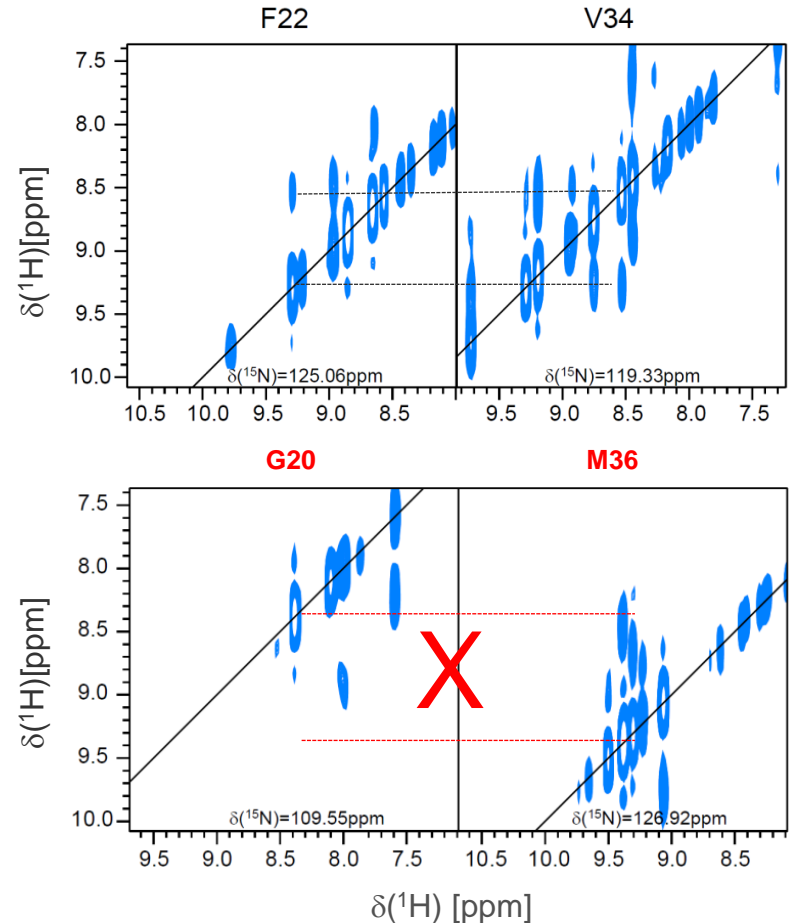 F22 V34
δ(¹H)[ppm]
7.5
8.0
8.5
9.0
9.5
10.0
δ(¹⁵N)=125.06ppm δ(¹⁵N)=119.33ppm
10.5 10.0 9.5 9.0 8.5 9.5 9.0 8.5 8.0 7.5
G20 M36
δ(¹H)[ppm]
7.5
8.0
8.5
X
9.0
9.5
10.0
δ(¹⁵N)=109.55ppm δ(¹⁵N)=126.92ppm
9.5 9.0 8.5 8.0 7.5 10.5 10.0 9.5 9.0 8.5
δ(¹H) [ppm]